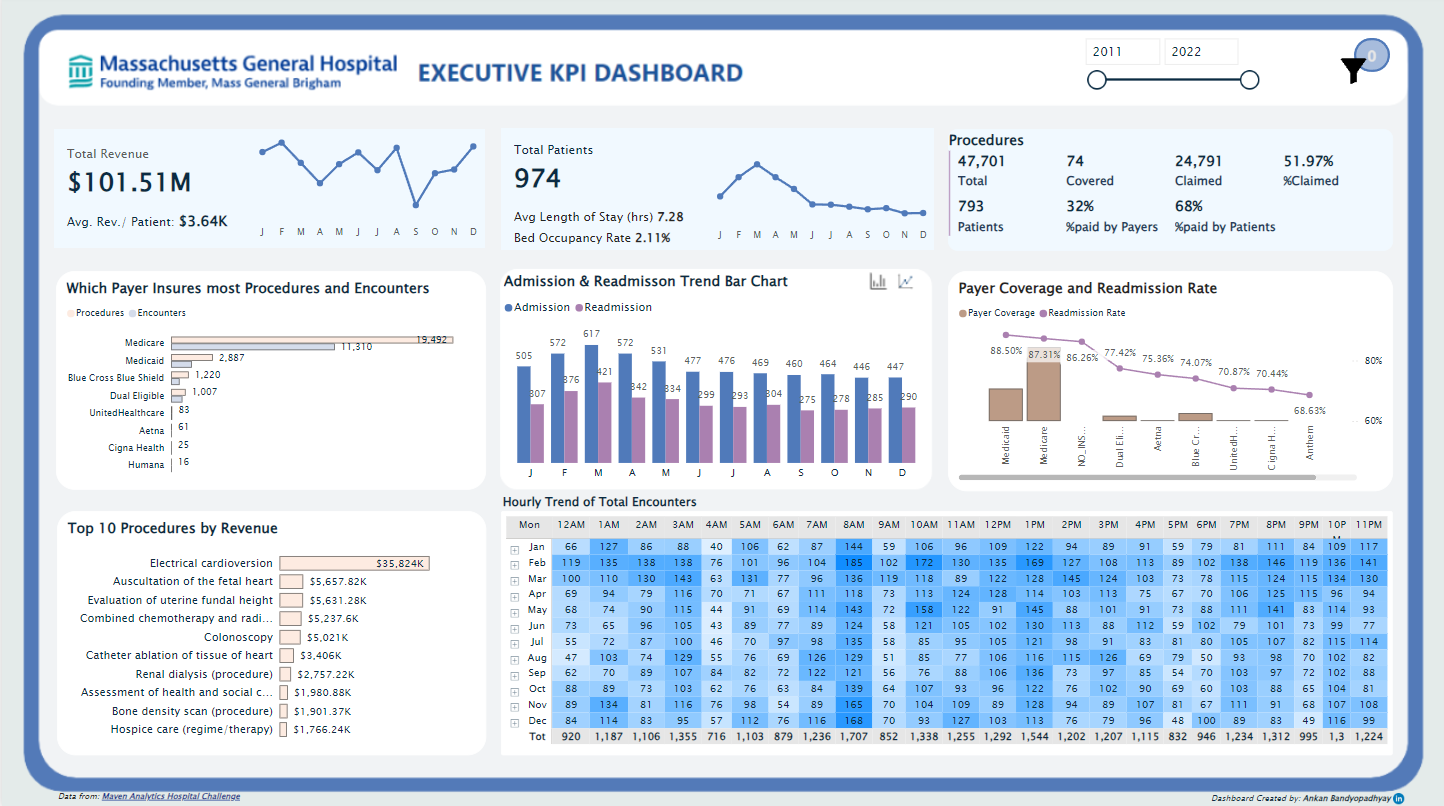 Massachusetts General Hospital
Founding Member, Mass General Brigham
EXECUTIVE KPI DASHBOARD
2011 2022
0
Total Revenue
$101.51M
Avg. Rev./ Patient: $3.64K
J F M A M J J A S O N D
Total Patients
974
Avg Length of Stay (hrs) 7.28
Bed Occupancy Rate 2.11%
J F M A M J J A S O N D
Procedures
47,701 74 24,791 51.97%
Total Covered Claimed %Claimed
793 32% 68%
Patients %paid by Payers %paid by Patients
Which Payer Insures most Procedures and Encounters
Procedures Encounters
Medicare 19,492
11,310
Medicaid 2,887
Blue Cross Blue Shield 1,220
Dual Eligible 1,007
UnitedHealthcare 83
Aetna 61
Cigna Health 25
Humana 16
Admission & Readmisson Trend Bar Chart
Admission Readmission
505 572 617 572 531 477 476 469 460 464 446 447
307 376 421 342 334 299 293 304 275 278 285 290
J F M A M J J A S O N D
Payer Coverage and Readmission Rate
Payer Coverage Readmission Rate
88.50% 87.31% 86.26% 77.42% 75.36% 74.07% 70.87% 70.44% 68.63%
80%
60%
Medicaid Medicare NO_INS... Dual Eli... Aetna Blue Cr... UnitedH... Cigna H... Anthem
Top 10 Procedures by Revenue
Electrical cardioversion $35,824K
Auscultation of the fetal heart $5,657.82K
Evaluation of uterine fundal height $5,631.28K
Combined chemotherapy and radi... $5,237.6K
Colonoscopy $5,021K
Catheter ablation of tissue of heart $3,406K
Renal dialysis (procedure) $2,757.22K
Assessment of health and social c... $1,980.88K
Bone density scan (procedure) $1,901.37K
Hospice care (regime/therapy) $1,766.24K
Hourly Trend of Total Encounters
Mon 12AM 1AM 2AM 3AM 4AM 5AM 6AM 7AM 8AM 9AM 10AM 11AM 12PM 1PM 2PM 3PM 4PM 5PM 6PM 7PM 8PM 9PM 10P 11PM
Jan 66 127 86 88 40 106 62 87 144 59 106 96 109 122 94 89 91 59 79 81 111 84 109 117
Feb 119 135 138 138 76 101 96 104 185 102 172 130 135 169 127 108 113 89 102 138 146 119 136 141
Mar 100 110 130 143 63 131 77 96 136 119 118 89 122 128 145 124 103 73 78 115 124 115 134 130
Apr 69 94 79 116 70 71 67 111 118 73 113 124 128 114 103 113 75 67 70 106 125 115 96 94
May 68 74 90 115 44 91 69 114 143 72 158 122 91 145 88 101 91 73 88 111 141 83 114 93
Jun 73 65 96 105 43 89 77 89 124 58 121 105 102 130 113 88 112 59 102 79 101 73 99 77
Jul 55 72 87 100 46 70 97 98 135 58 85 95 105 121 98 91 83 81 80 105 107 82 115 114
Aug 47 103 74 129 55 76 69 126 129 51 85 77 106 116 115 126 69 79 50 93 98 70 102 82
Sep 62 70 89 107 84 82 72 122 121 56 76 88 106 136 73 97 85 54 70 103 97 72 102 88
Oct 88 89 73 103 62 76 63 84 139 64 107 93 96 122 76 102 90 69 60 103 88 65 104 81
Nov 89 134 81 116 76 98 54 89 165 70 104 109 89 128 94 89 107 81 67 111 91 68 107 108
Dec 84 114 83 95 57 112 76 116 168 70 93 127 103 113 76 79 96 48 100 89 83 49 116 99
Tot 920 1,187 1,106 1,355 716 1,103 879 1,236 1,707 852 1,338 1,255 1,292 1,544 1,202 1,207 1,115 832 946 1,234 1,312 995 1,3 1,224
Data from: Maven Analytics Hospital Challenge
Dashboard Created by: Ankan Bandyopadhyay in